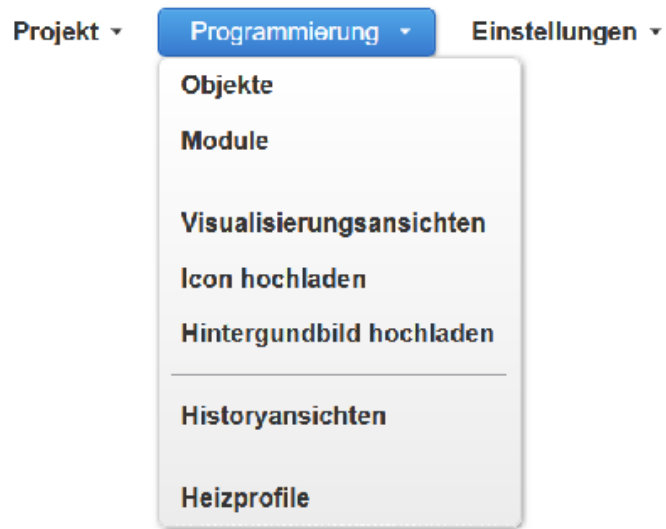 Projekt Programmierung Einstellungen
Objekte
Module
Visualisierungsansichten
Icon hochladen
Hintergundbild hochladen
Historyansichten
Heizprofile